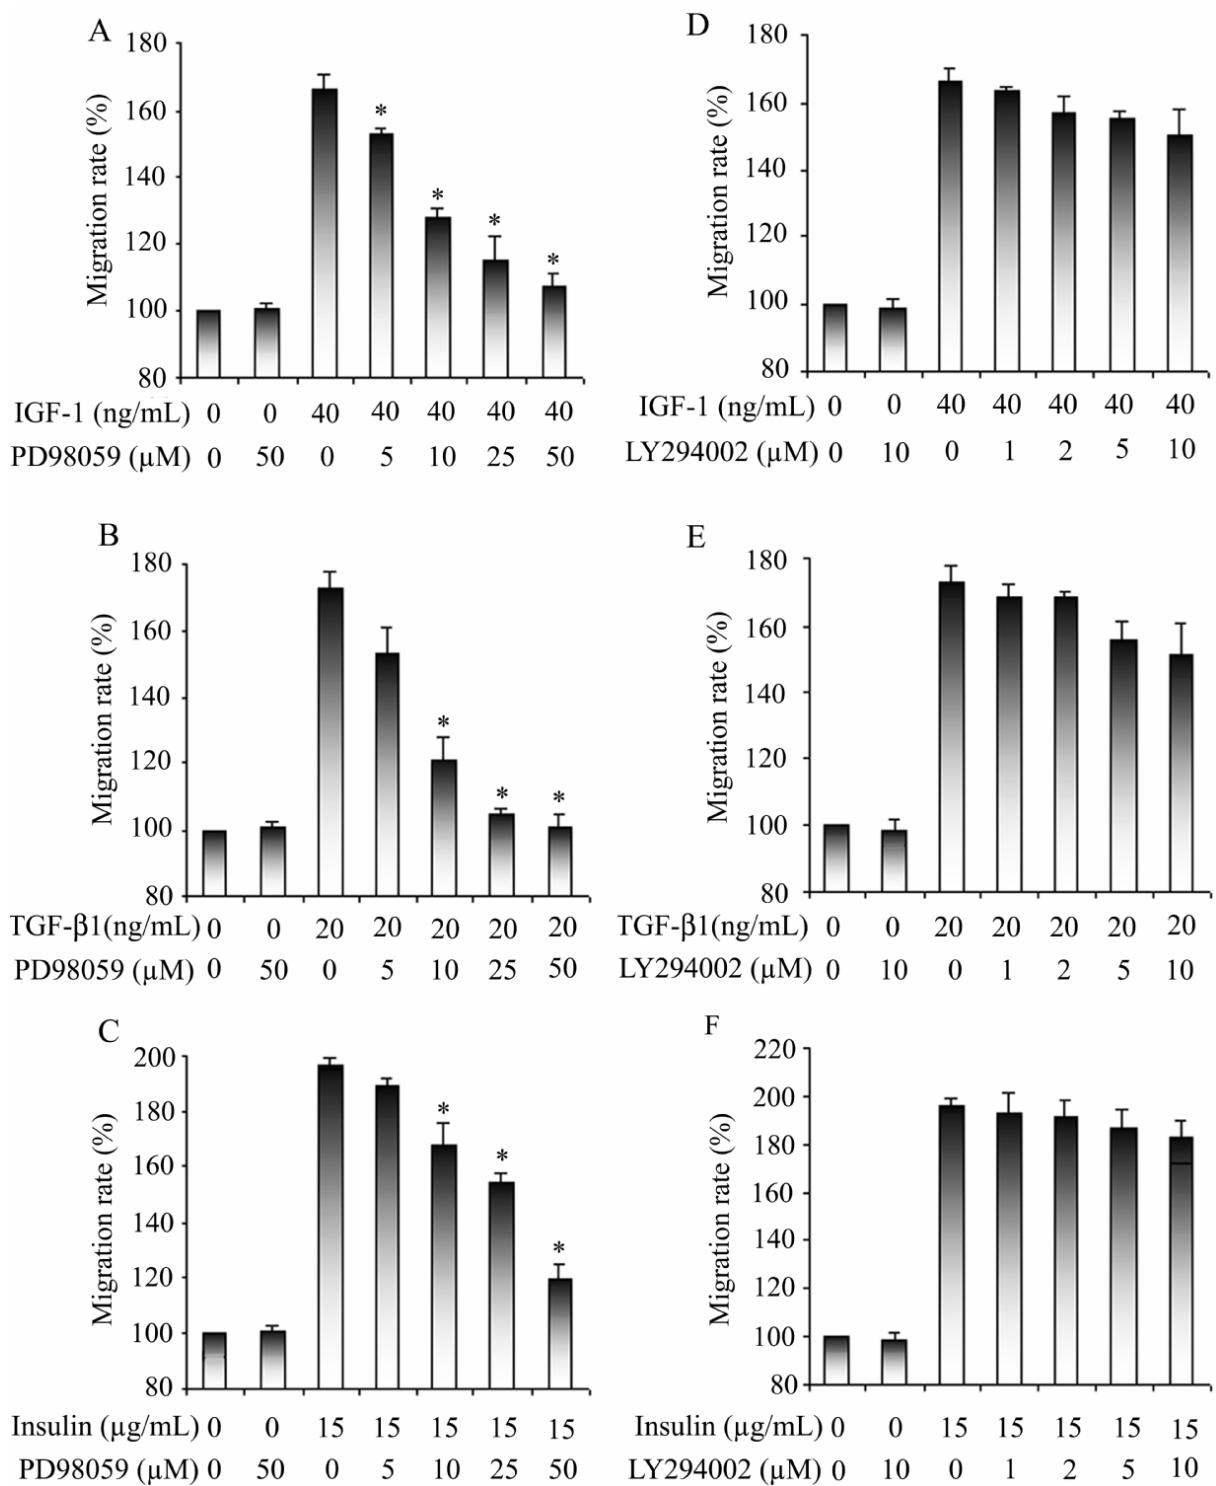 A
Migration rate (%)
180
160
140
120
100
80
IGF-1 (ng/mL) 0 0 40 40 40 40 40
PD98059 (µM) 0 50 0 5 10 25 50
* * * *
D
Migration rate (%)
180
160
140
120
100
80
IGF-1 (ng/mL) 0 0 40 40 40 40 40
LY294002 (µM) 0 10 0 1 2 5 10
B
Migration rate (%)
180
160
140
120
100
80
TGF-β1(ng/mL) 0 0 20 20 20 20 20
PD98059 (µM) 0 50 0 5 10 25 50
* * *
E
Migration rate (%)
180
160
140
120
100
80
TGF-β1(ng/mL) 0 0 20 20 20 20 20
LY294002 (µM) 0 10 0 1 2 5 10
C
Migration rate (%)
200
180
160
140
120
100
80
Insulin (µg/mL) 0 0 15 15 15 15 15
PD98059 (µM) 0 50 0 5 10 25 50
* * *
F
Migration rate (%)
220
200
180
160
140
120
100
80
Insulin (µg/mL) 0 0 15 15 15 15 15
LY294002 (µM) 0 10 0 1 2 5 10